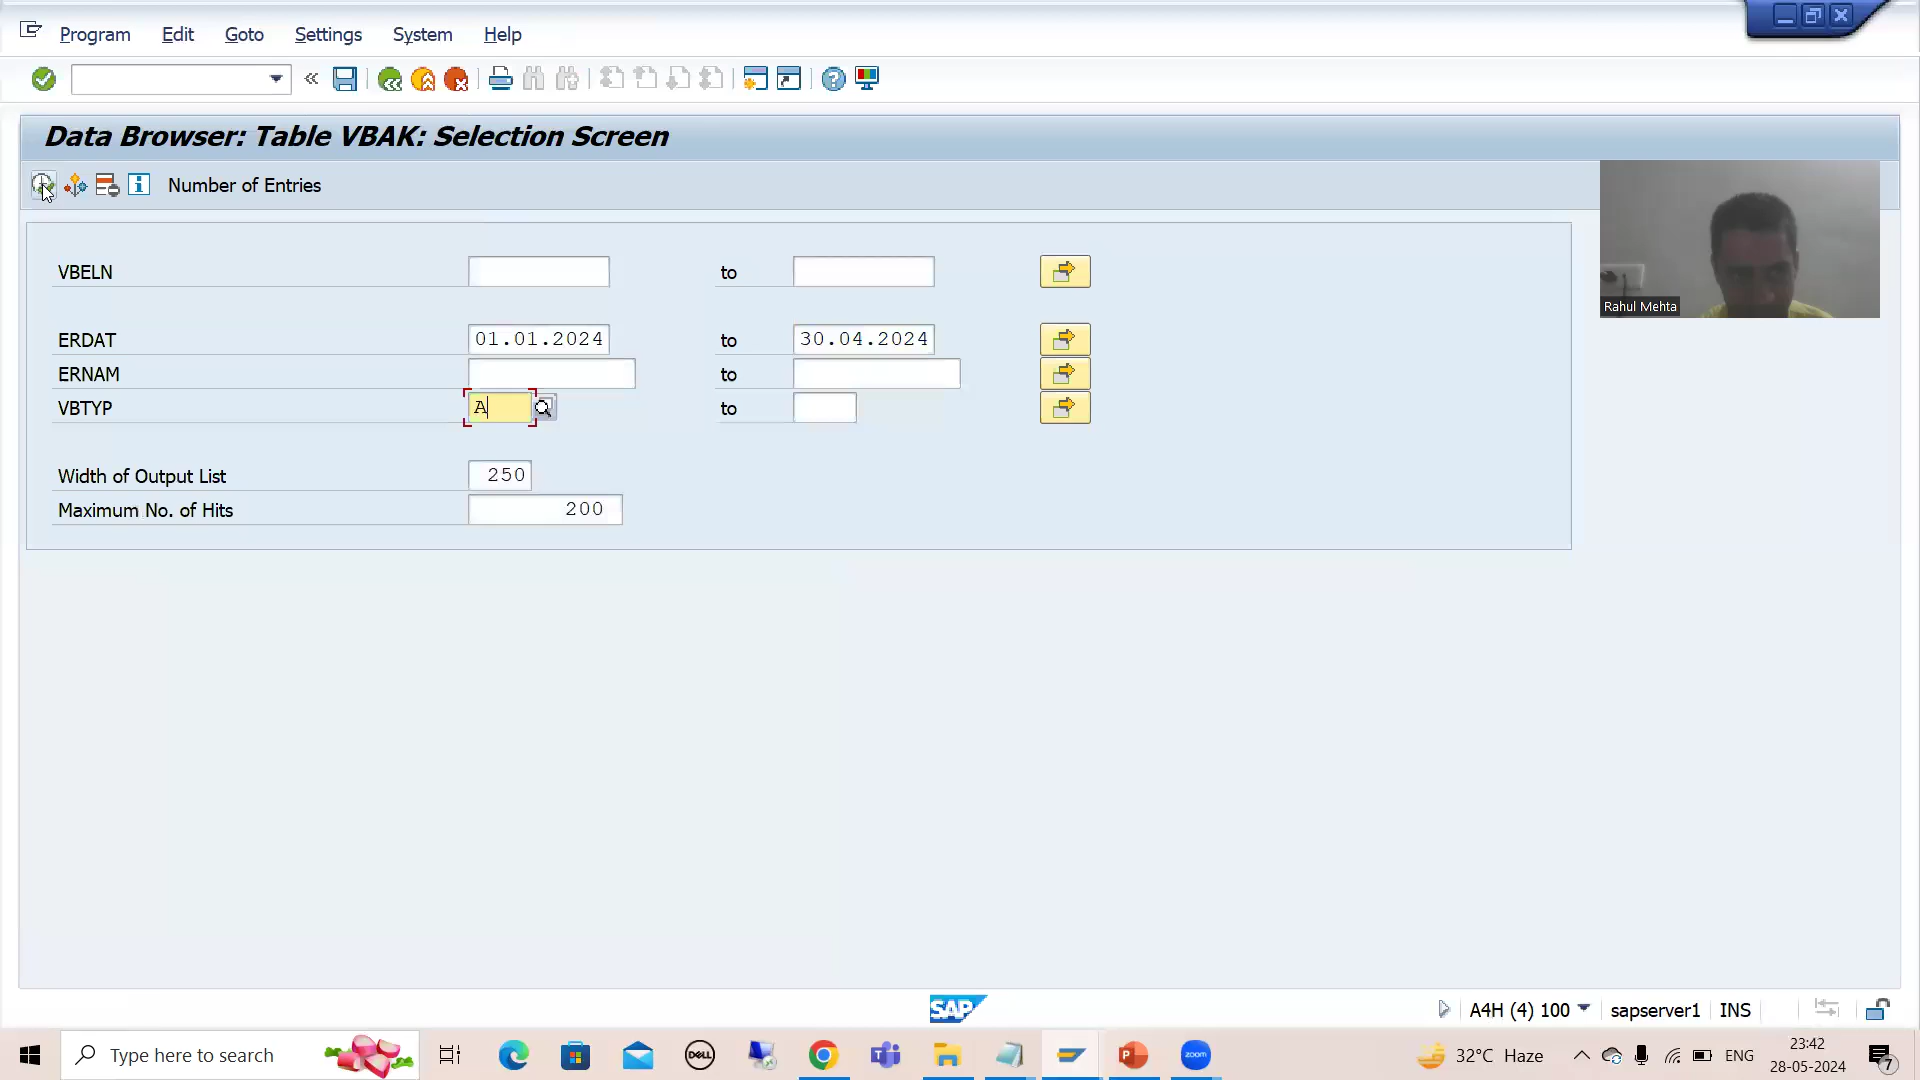 Program Edit Goto Settings System Help
Data Browser: Table VBAK: Selection Screen
Number of Entries
VBELN to
ERDAT 01.01.2024 to 30.04.2024
ERNAM to
VBTYP A to
Width of Output List 250
Maximum No. of Hits 200
Rahul Mehta
SAP
A4H (4) 100 sapserver1 INS
Type here to search
DELL
zoom
32°C Haze
ENG
23:42
28-05-2024
7